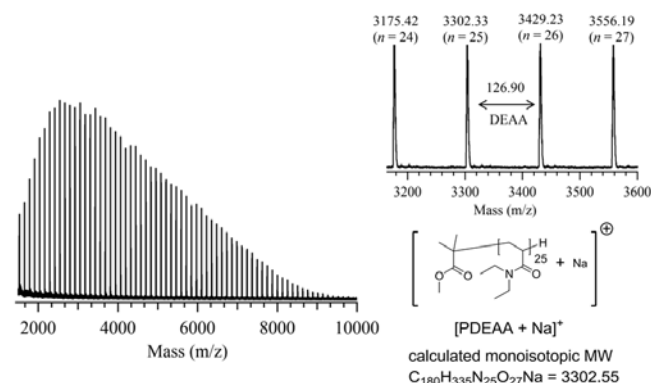 3175.42 3302.33 3429.23 3556.19
(n = 24) (n = 25) (n = 26) (n = 27)
126.90
DEAA
3200 3300 3400 3500 3600
Mass (m/z)
2000 4000 6000 8000 10000
Mass (m/z)
H
25
+ Na
⊕
O
O
N
O
[PDEAA + Na]⁺
calculated monoisotopic MW
C₁₈₀H₃₃₅N₂₅O₂₇Na = 3302.55